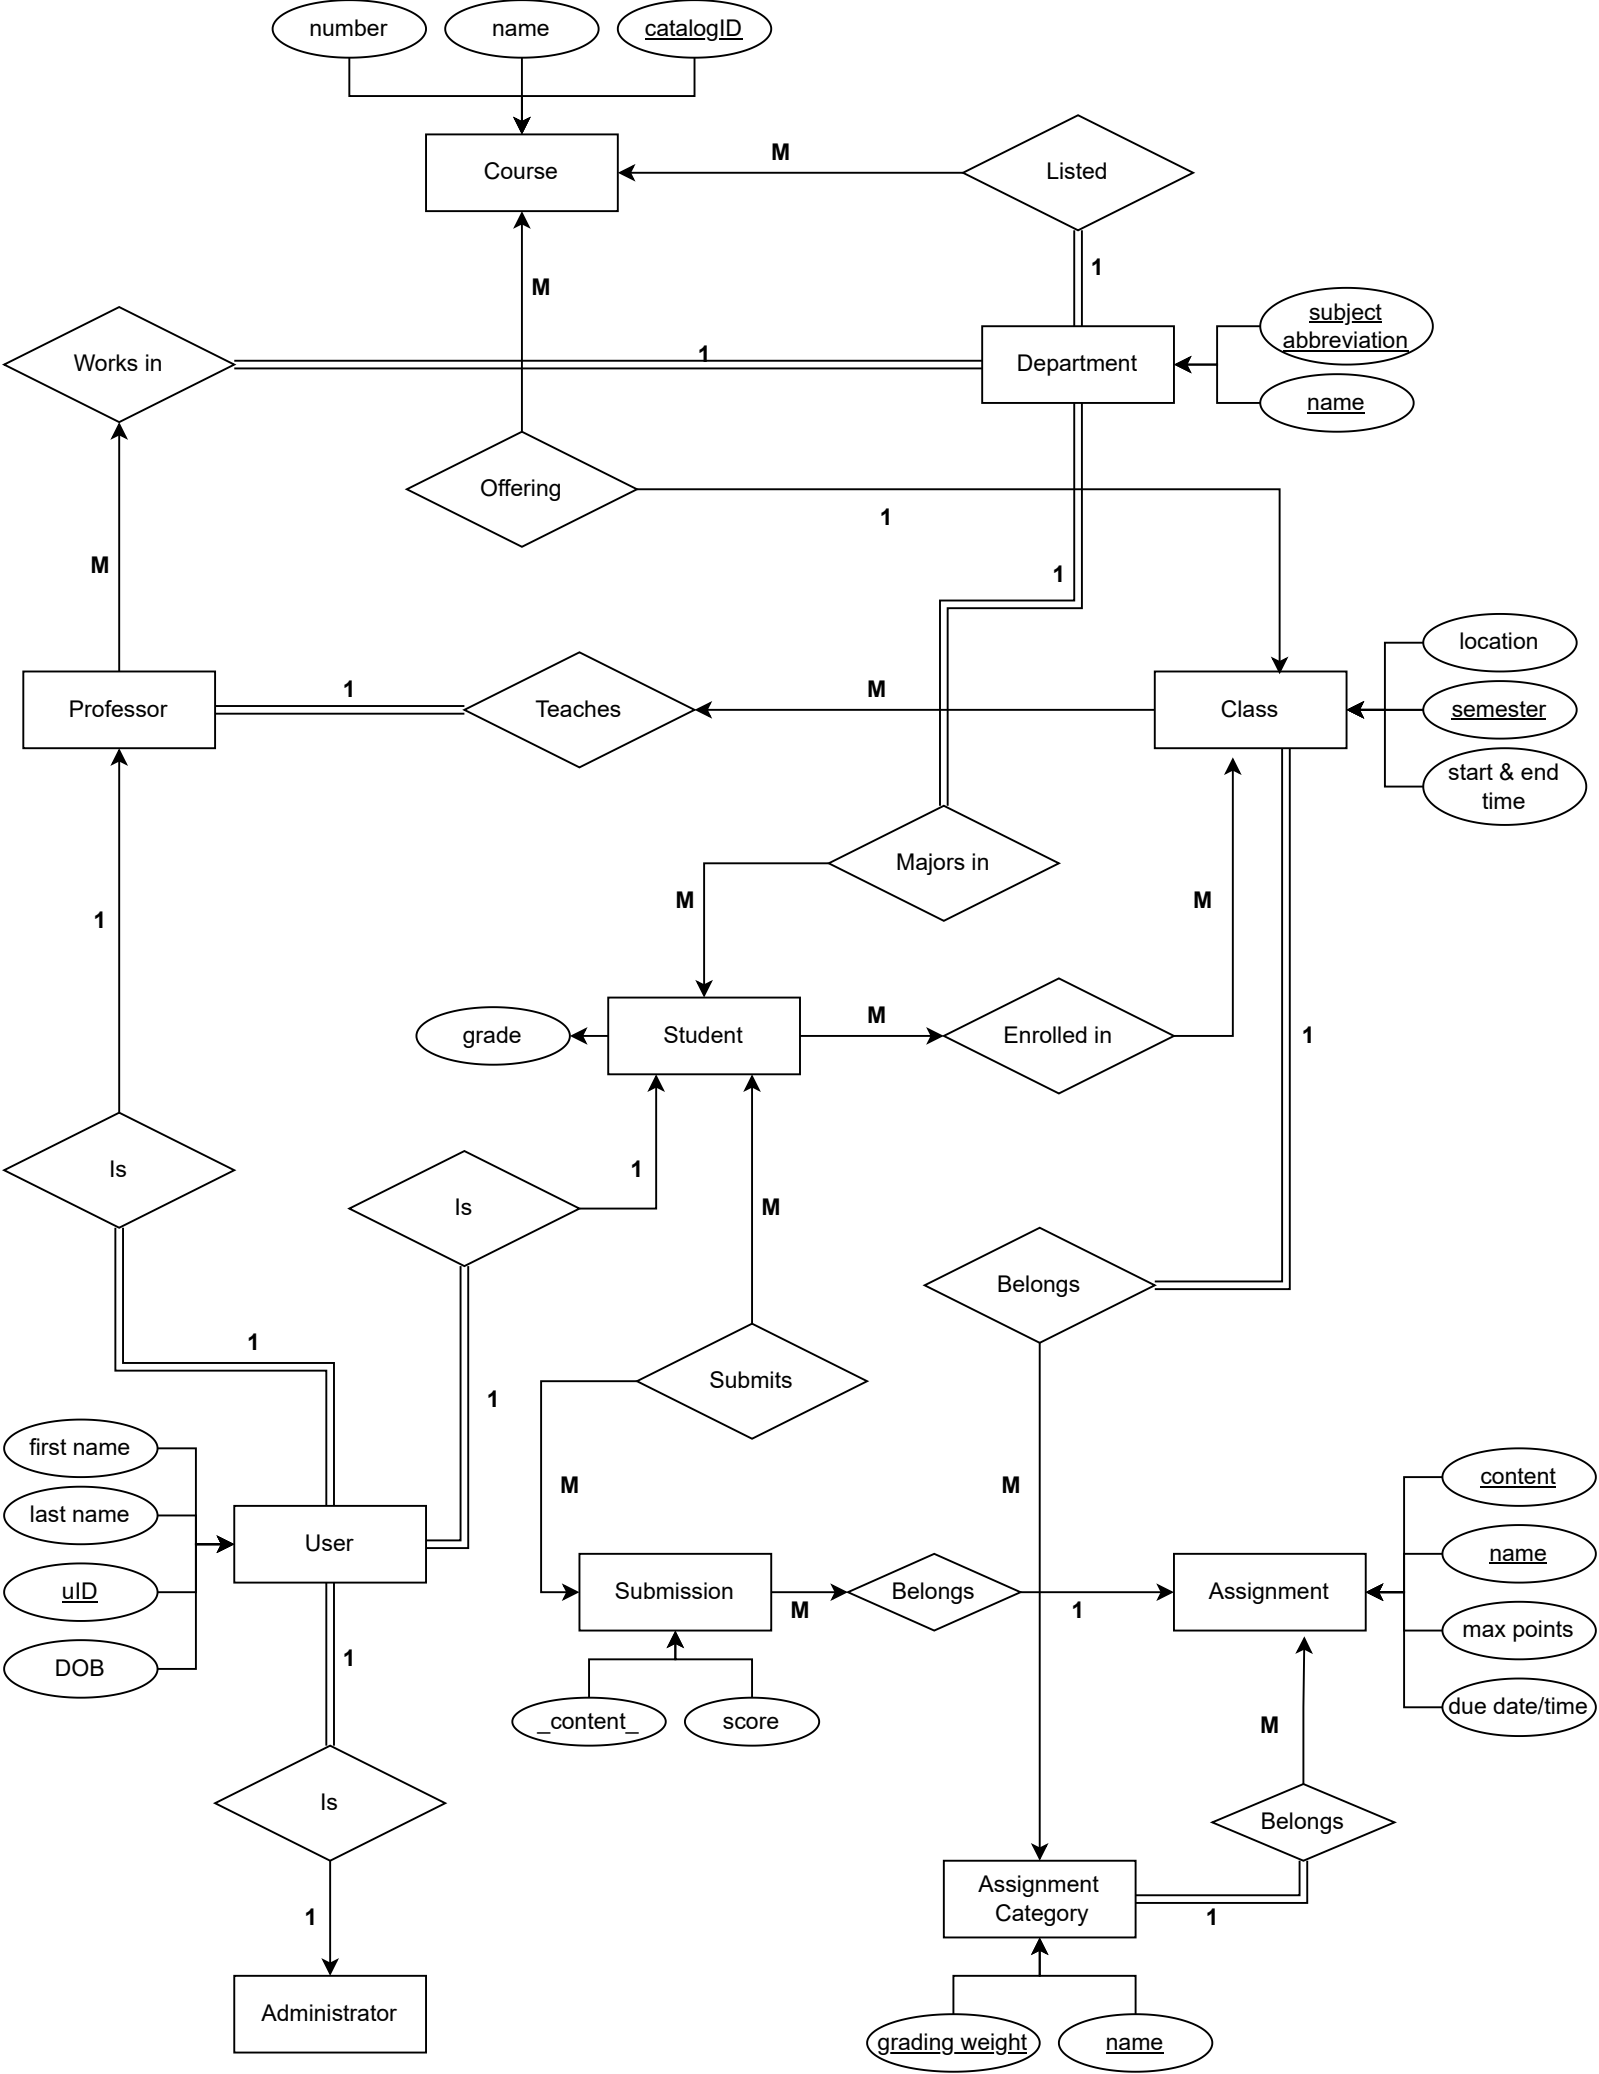 number
name
catalogID
Course
M
Listed
M
1
Works in
1
Department
subject
abbreviation
name
Offering
1
M
1
Professor
1
Teaches
M
Class
location
semester
start & end
time
Majors in
M
M
1
grade
Student
M
Enrolled in
1
Is
1
Is
M
Belongs
1
1
Submits
first name
last name
uID
DOB
User
M
M
Submission
M
Belongs
1
Assignment
content
name
max points
due date/time
1
_content_
score
M
Is
Belongs
1
Assignment
Category
1
Administrator
grading weight
name